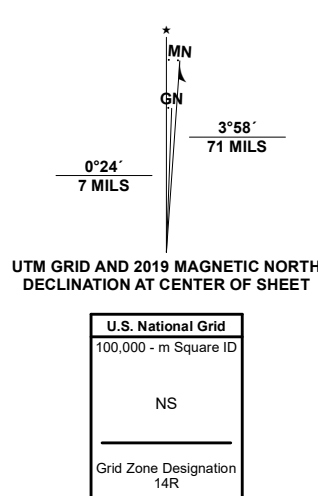 ★
MN
GN
3°58´
71 MILS
0°24´
7 MILS
UTM GRID AND 2019 MAGNETIC NORTH
DECLINATION AT CENTER OF SHEET
U.S. National Grid
100,000 - m Square ID
NS
Grid Zone Designation
14R